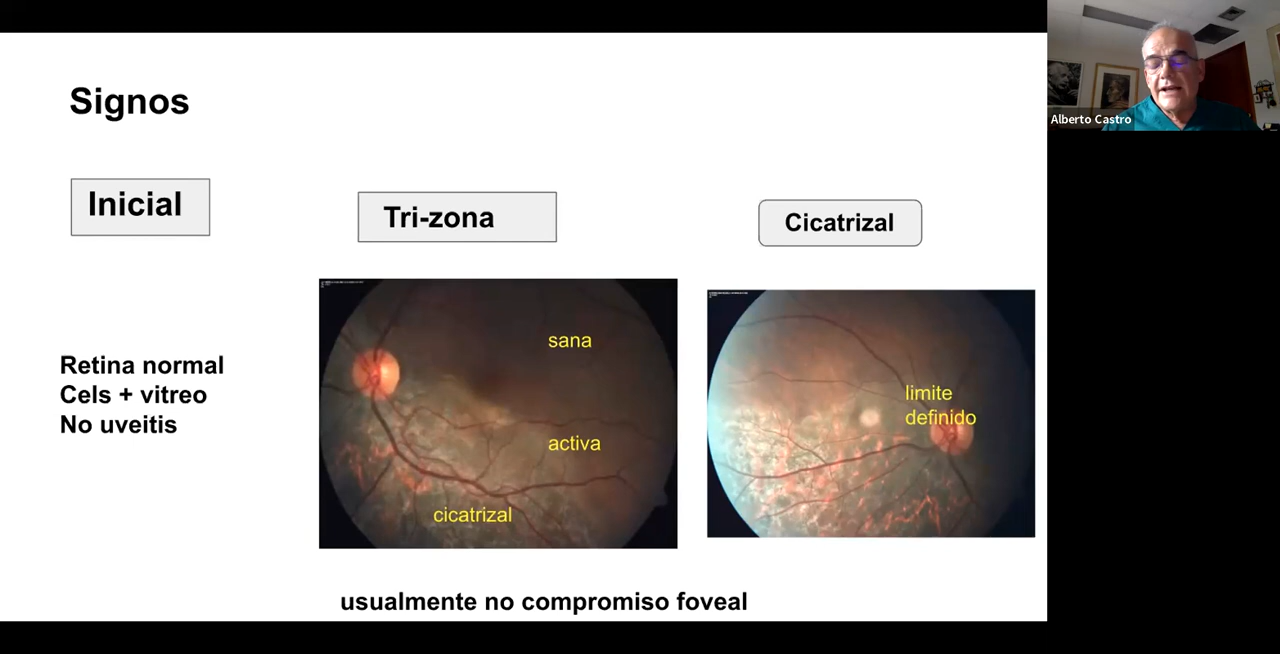 Signos
Alberto Castro
Inicial
Tri-zona
Cicatrizal
Retina normal
Cels + vitreo
No uveitis
sana
activa
cicatrizal
limite
definido
usualmente no compromiso foveal